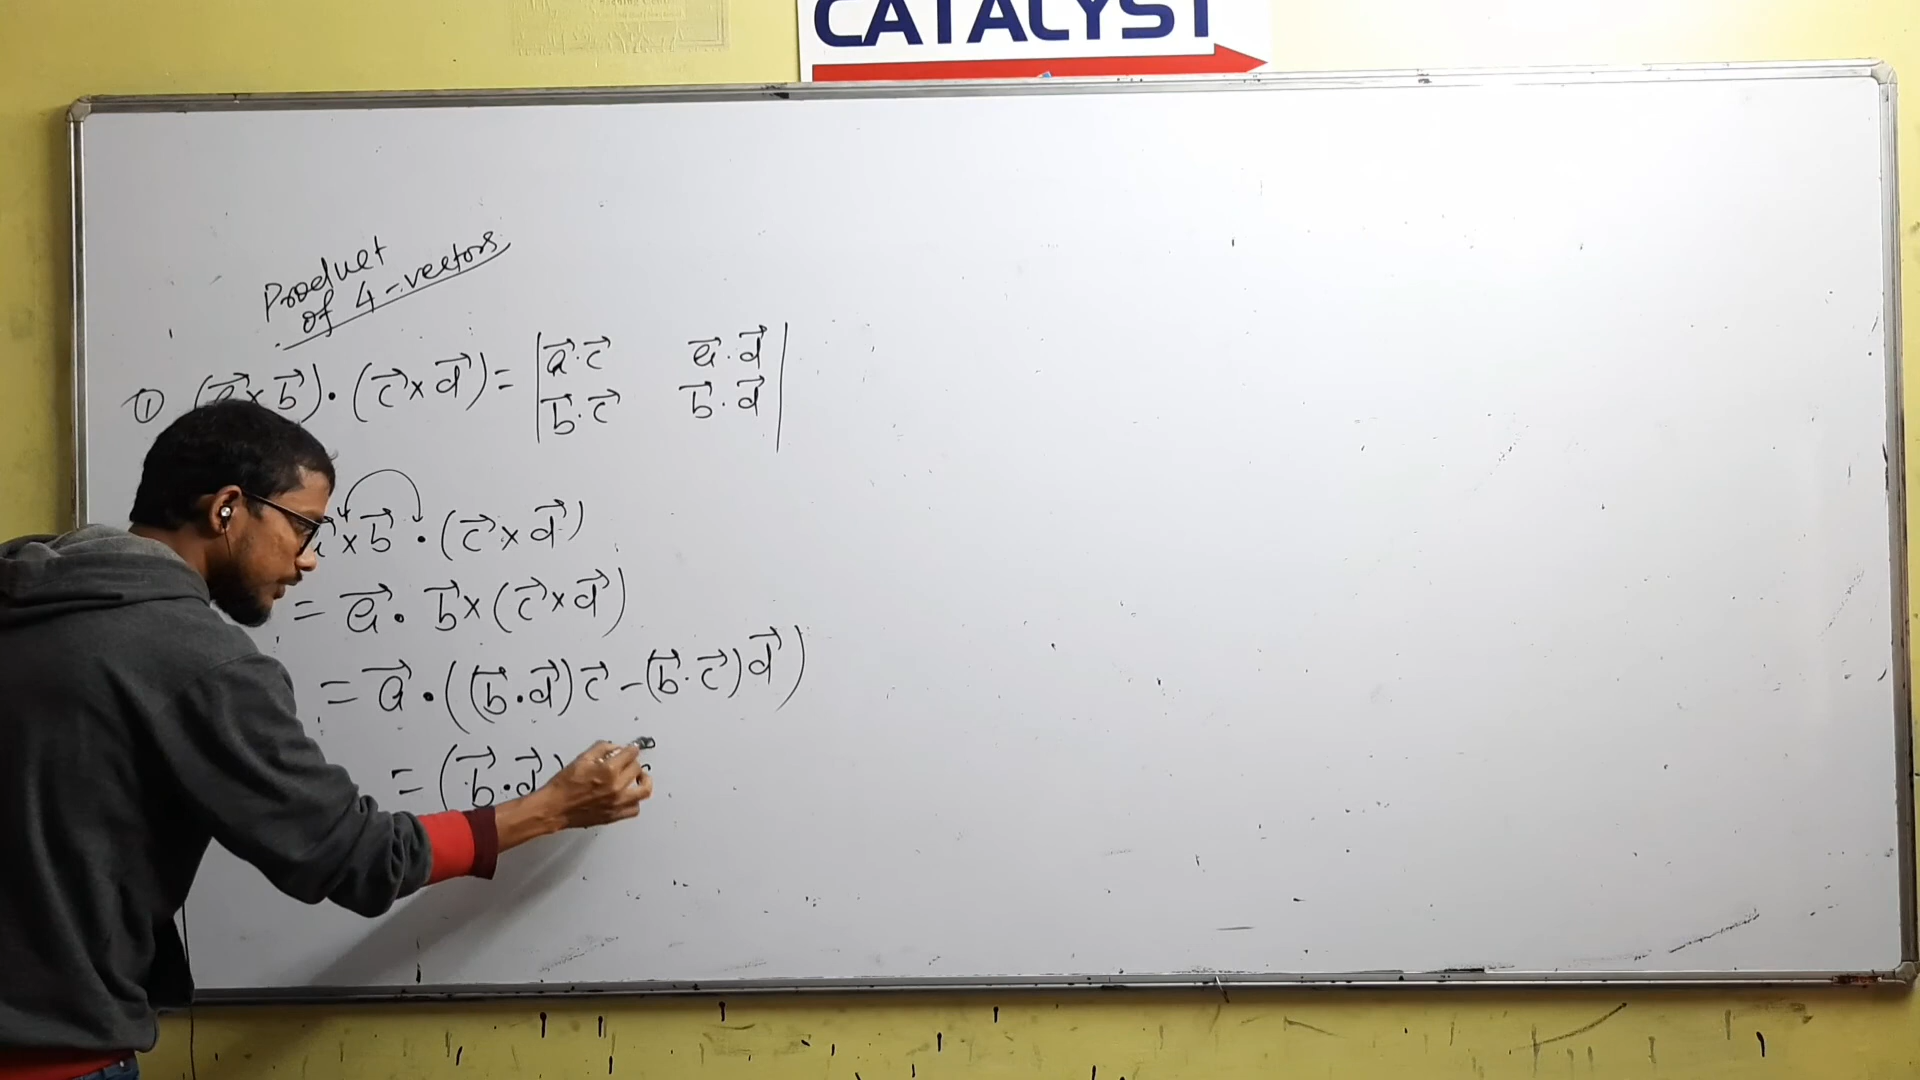 CATALYST
Product
of 4-vectors
① (a⃗×b⃗)·(c⃗×d⃗) = | a⃗·c⃗ a⃗·d⃗ |
| b⃗·c⃗ b⃗·d⃗ |
×b⃗·(c⃗×d⃗)
= a⃗· b⃗×(c⃗×d⃗)
= a⃗·((b⃗·d⃗)c⃗-(b⃗·c⃗)d⃗)
= (b⃗·d⃗)